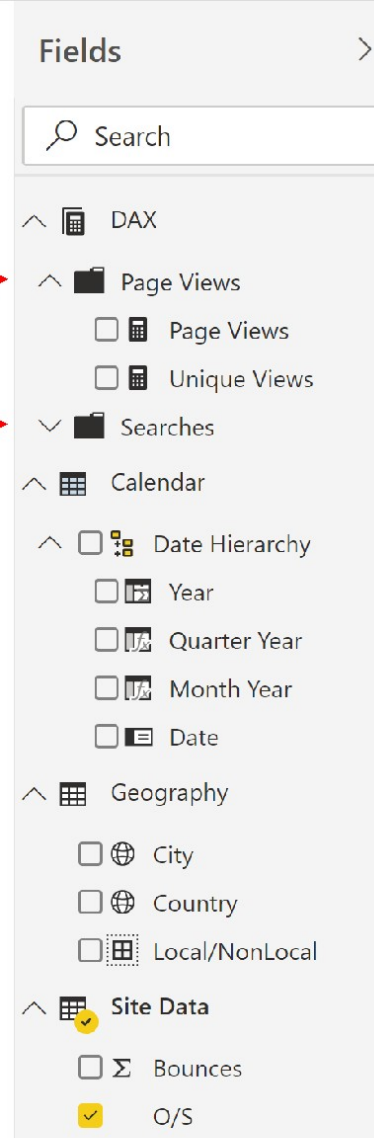 Fields
Search
DAX
Page Views
Page Views
Unique Views
Searches
Calendar
Date Hierarchy
Year
Quarter Year
Month Year
Date
Geography
City
Country
Local/NonLocal
Site Data
Σ Bounces
O/S